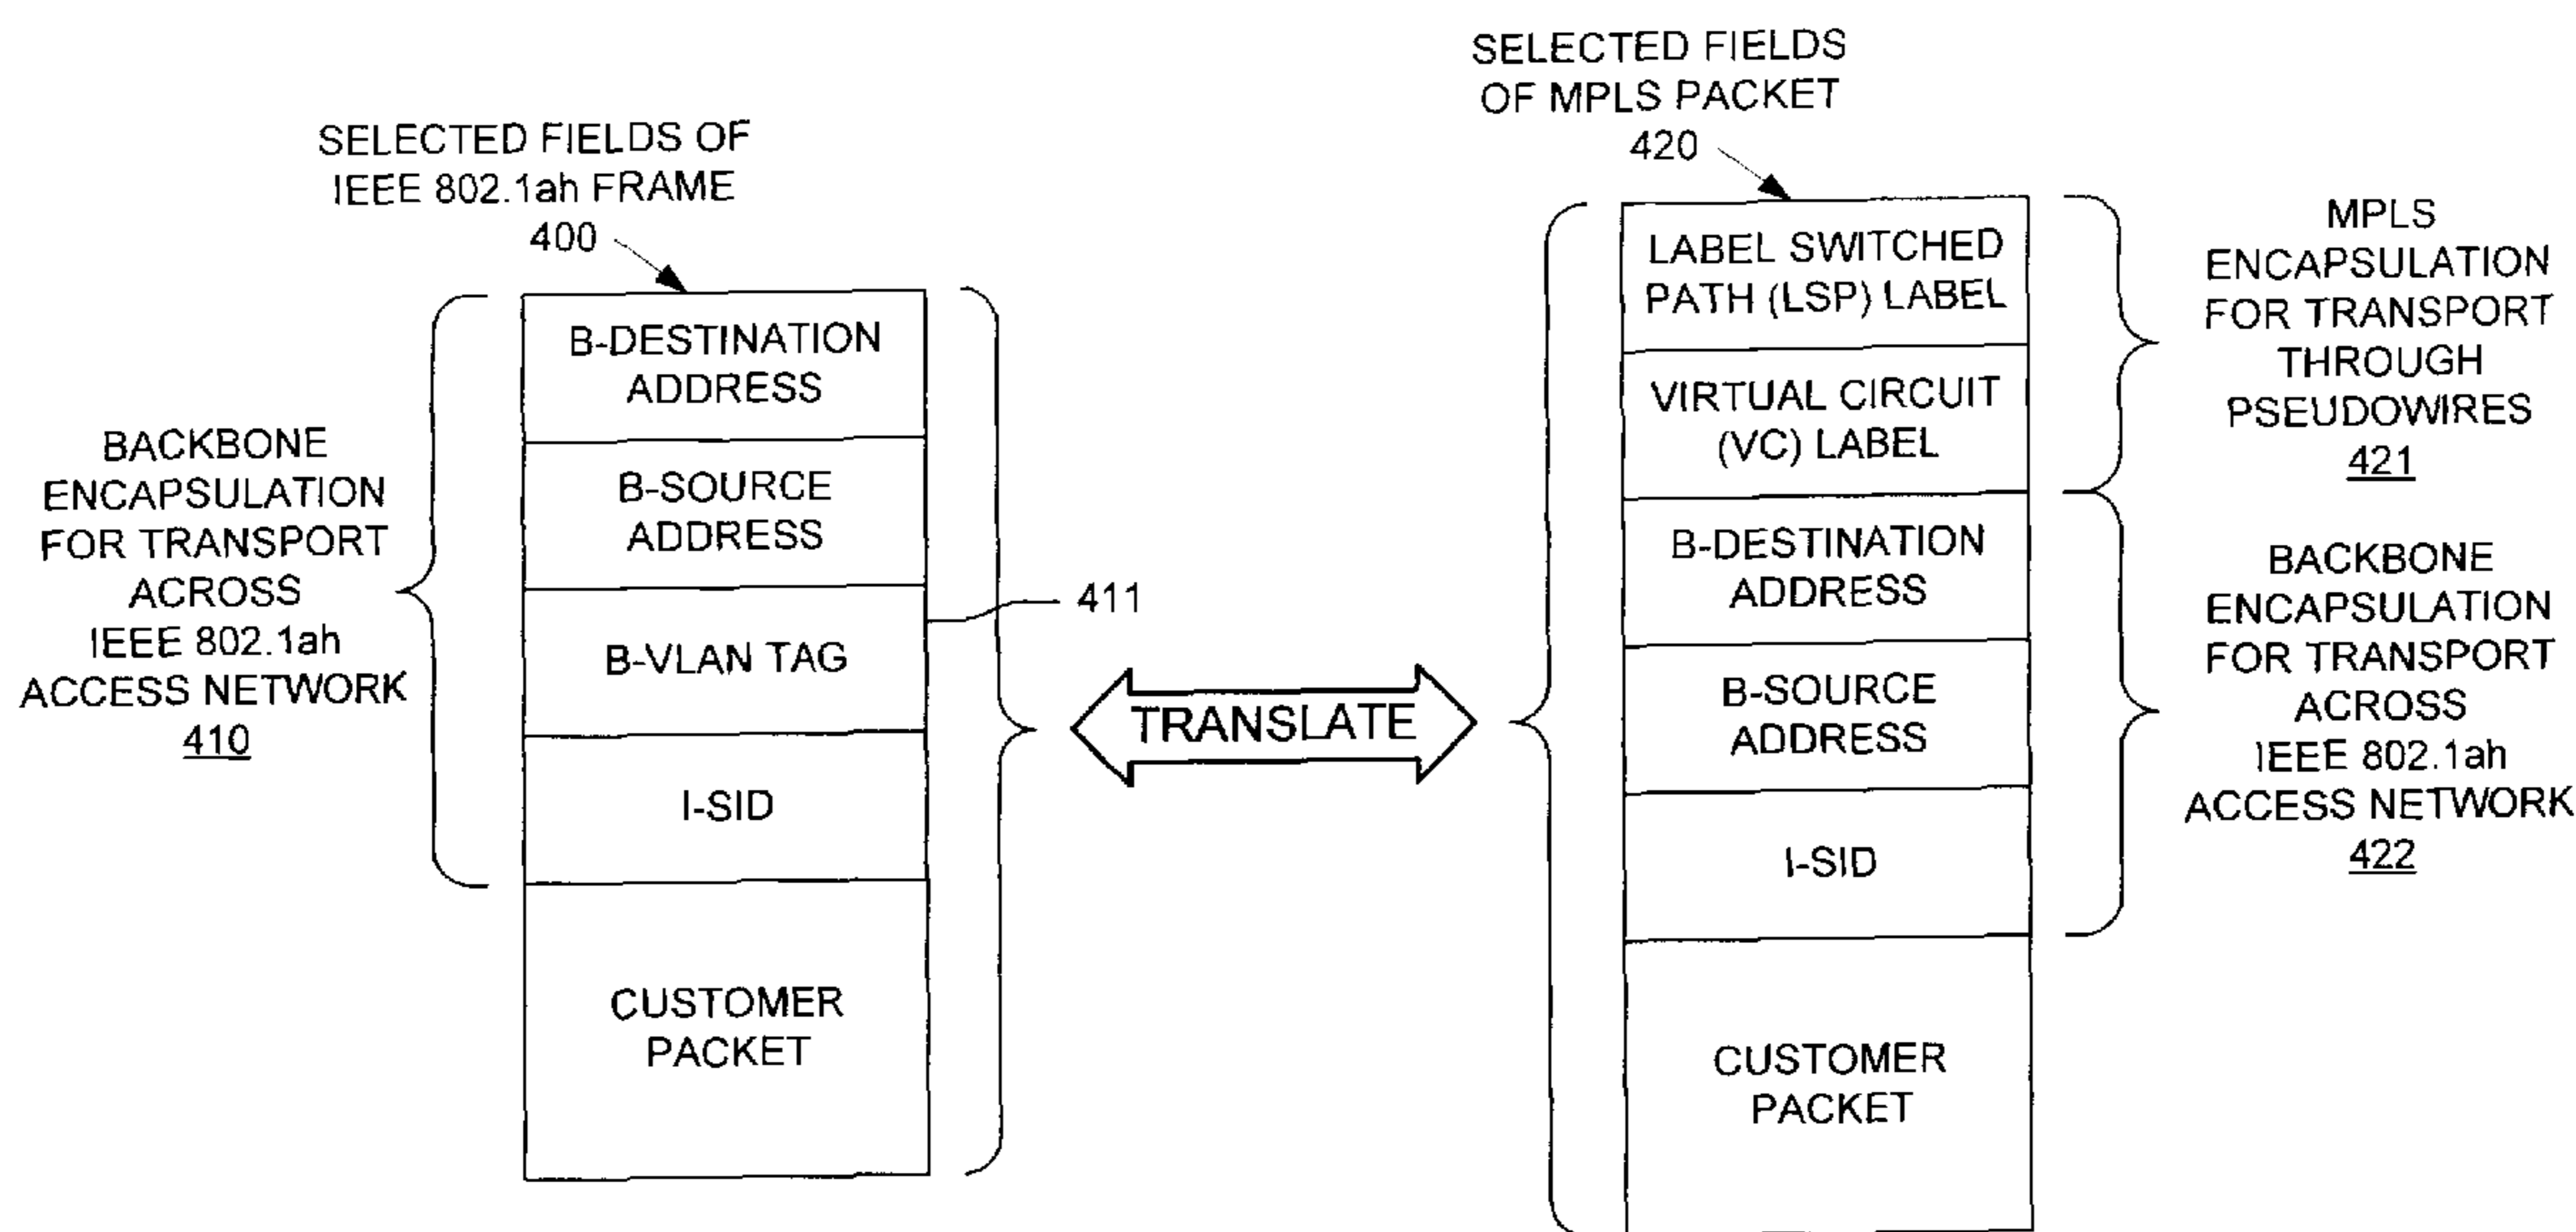 SELECTED FIELDS OF
IEEE 802.1ah FRAME
400
BACKBONE
ENCAPSULATION
FOR TRANSPORT
ACROSS
IEEE 802.1ah
ACCESS NETWORK
410
B-DESTINATION
ADDRESS
B-SOURCE
ADDRESS
B-VLAN TAG
I-SID
CUSTOMER
PACKET
411
TRANSLATE
SELECTED FIELDS
OF MPLS PACKET
420
LABEL SWITCHED
PATH (LSP) LABEL
VIRTUAL CIRCUIT
(VC) LABEL
B-DESTINATION
ADDRESS
B-SOURCE
ADDRESS
I-SID
CUSTOMER
PACKET
MPLS
ENCAPSULATION
FOR TRANSPORT
THROUGH
PSEUDOWIRES
421
BACKBONE
ENCAPSULATION
FOR TRANSPORT
ACROSS
IEEE 802.1ah
ACCESS NETWORK
422